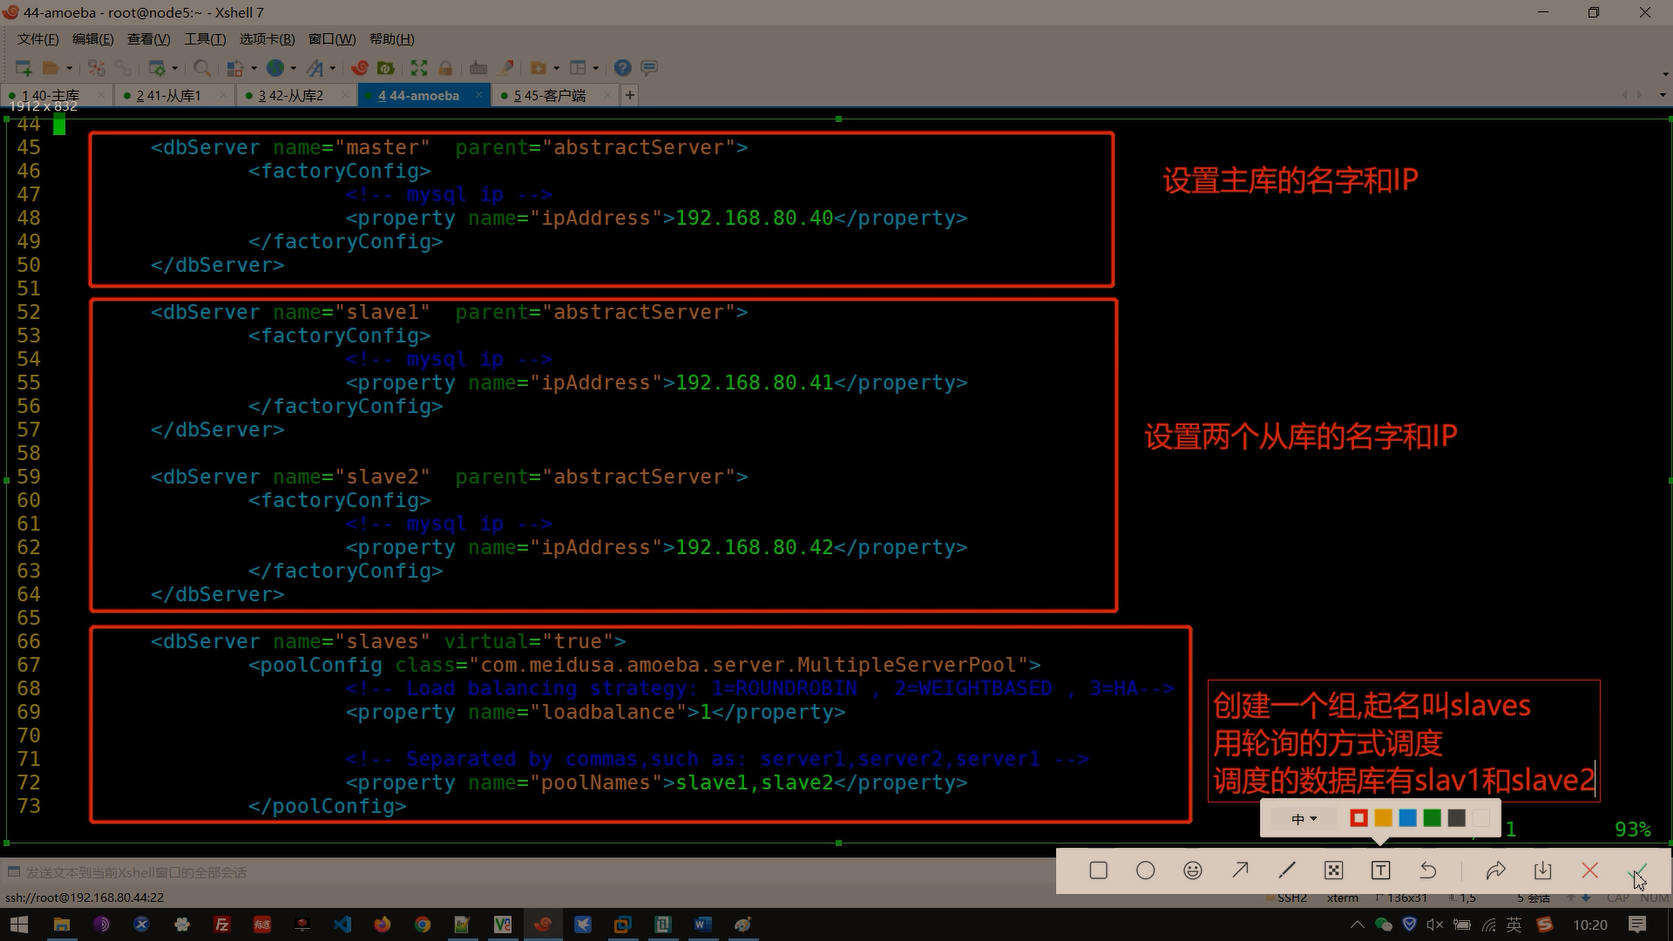 44-amoeba - root@node5:~ - Xshell 7
文件(F) 编辑(E) 查看(V) 工具(T) 选项卡(B) 窗口(W) 帮助(H)
1 40-主库 2 41-从库1 3 42-从库2 4 44-amoeba 5 45-客户端
1912 x 832
44
45 <dbServer name="master" parent="abstractServer">
46 <factoryConfig>
47 <!-- mysql ip -->
48 <property name="ipAddress">192.168.80.40</property>
49 </factoryConfig>
50 </dbServer>
51
设置主库的名字和IP
52 <dbServer name="slave1" parent="abstractServer">
53 <factoryConfig>
54 <!-- mysql ip -->
55 <property name="ipAddress">192.168.80.41</property>
56 </factoryConfig>
57 </dbServer>
58
59 <dbServer name="slave2" parent="abstractServer">
60 <factoryConfig>
61 <!-- mysql ip -->
62 <property name="ipAddress">192.168.80.42</property>
63 </factoryConfig>
64 </dbServer>
65
设置两个从库的名字和IP
66 <dbServer name="slaves" virtual="true">
67 <poolConfig class="com.meidusa.amoeba.server.MultipleServerPool">
68 <!-- Load balancing strategy: 1=ROUNDROBIN , 2=WEIGHTBASED , 3=HA-->
69 <property name="loadbalance">1</property>
70
71 <!-- Separated by commas,such as: server1,server2,server1 -->
72 <property name="poolNames">slave1,slave2</property>
73 </poolConfig>
创建一个组,起名叫slaves
用轮询的方式调度
调度的数据库有slav1和slave2
中
1 93%
发送文本到当前Xshell窗口的全部会话
ssh://root@192.168.80.44:22 SSH2 xterm 136x31 1,5 5 会话 CAP NUM
英 10:20